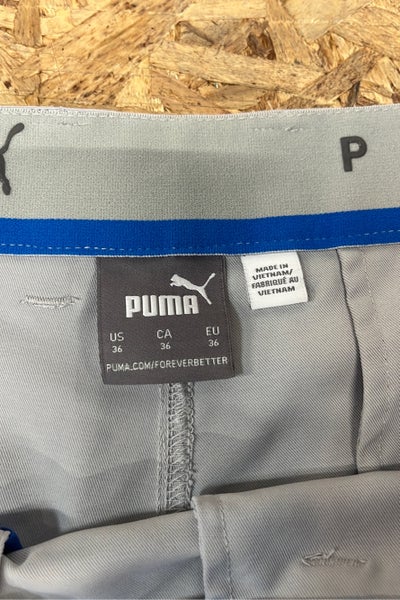 P
PUMA
US CA EU
36 36 36
PUMA.COM/FOREVERBETTER
MADE IN
VIETNAM/
FABRIQUÉ AU
VIETNAM